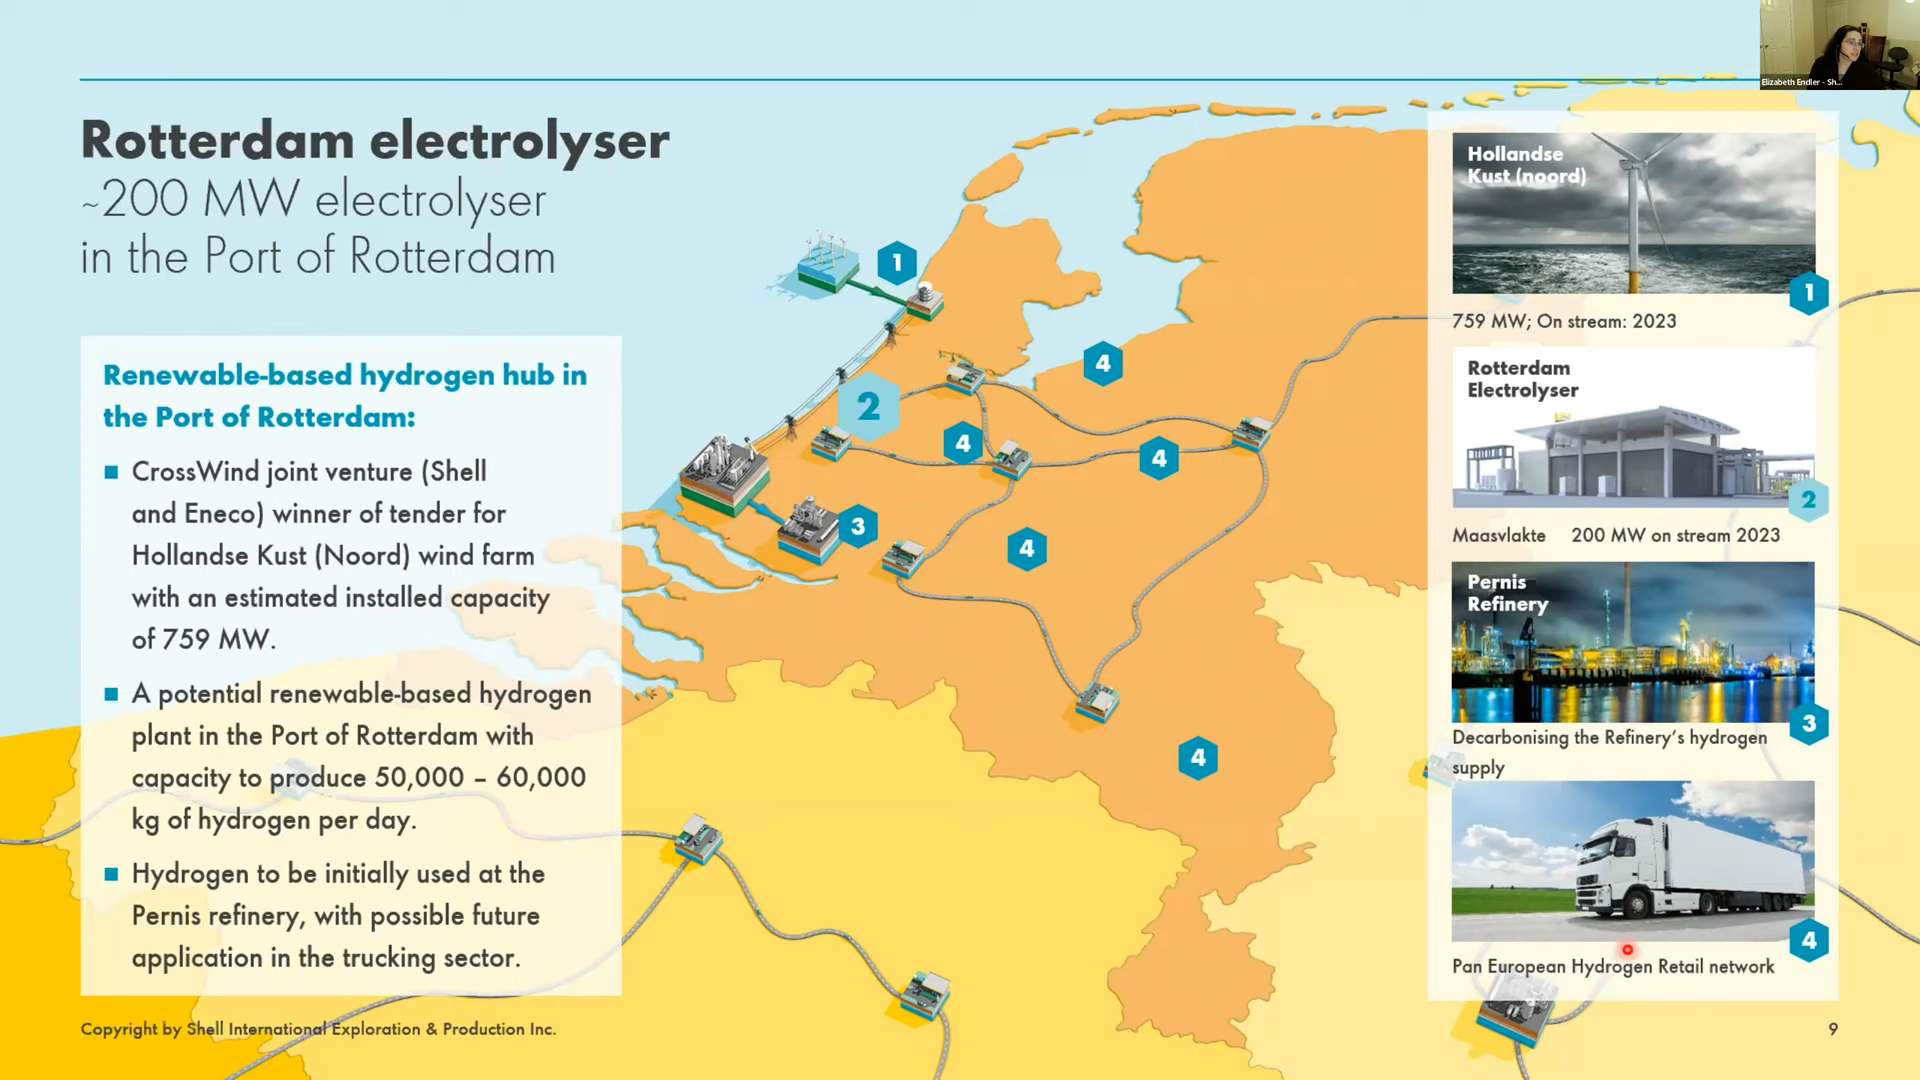 Elizabeth Endler - Sh...
Rotterdam electrolyser
~200 MW electrolyser
in the Port of Rotterdam
Renewable-based hydrogen hub in
the Port of Rotterdam:
CrossWind joint venture (Shell
and Eneco) winner of tender for
Hollandse Kust (Noord) wind farm
with an estimated installed capacity
of 759 MW.
A potential renewable-based hydrogen
plant in the Port of Rotterdam with
capacity to produce 50,000 – 60,000
kg of hydrogen per day.
Hydrogen to be initially used at the
Pernis refinery, with possible future
application in the trucking sector.
1
2
3
4
4
4
4
4
Hollandse
Kust (noord)
1
759 MW; On stream: 2023
Rotterdam
Electrolyser
2
Maasvlakte 200 MW on stream 2023
Pernis
Refinery
3
Decarbonising the Refinery's hydrogen
supply
4
Pan European Hydrogen Retail network
Copyright by Shell International Exploration & Production Inc.
9